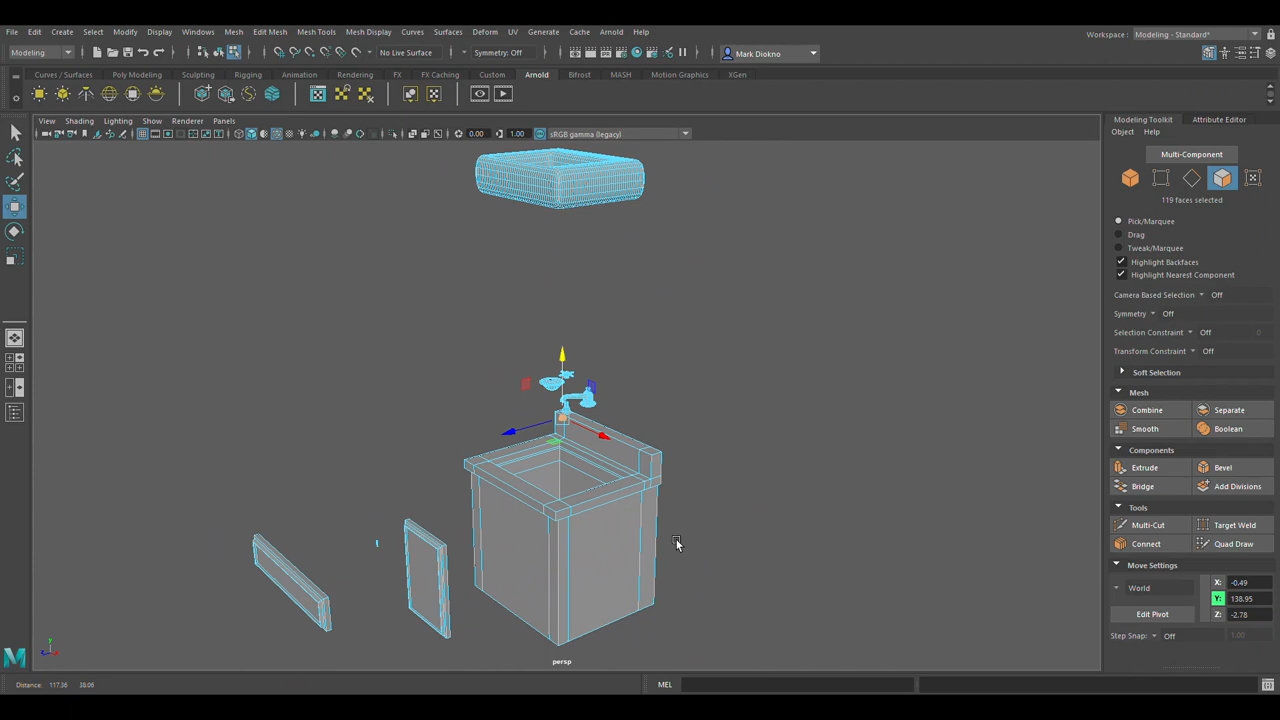 File Edit Create Select Modify Display Windows Mesh Edit Mesh Mesh Tools Mesh Display Curves Surfaces Deform UV Generate Cache Arnold Help
Workspace : Modeling - Standard*
Modeling No Live Surface Symmetry: Off Mark Diokno
Curves / Surfaces Poly Modeling Sculpting Rigging Animation Rendering FX FX Caching Custom Arnold Bifrost MASH Motion Graphics XGen
View Shading Lighting Show Renderer Panels
0.00 1.00 sRGB gamma (legacy)
persp
Modeling Toolkit Attribute Editor
Object Help
Multi-Component
119 faces selected
Pick/Marquee
Drag
Tweak/Marquee
Highlight Backfaces
Highlight Nearest Component
Camera Based Selection Off
Symmetry Off
Selection Constraint Off
Transform Constraint Off
Soft Selection
Mesh
Combine Separate
Smooth Boolean
Components
Extrude Bevel
Bridge Add Divisions
Tools
Multi-Cut Target Weld
Connect Quad Draw
Move Settings
World X: -0.49
Y: 138.95
Edit Pivot Z: -2.78
Step Snap: Off 1.00
Distance: 117.36 38.06 MEL